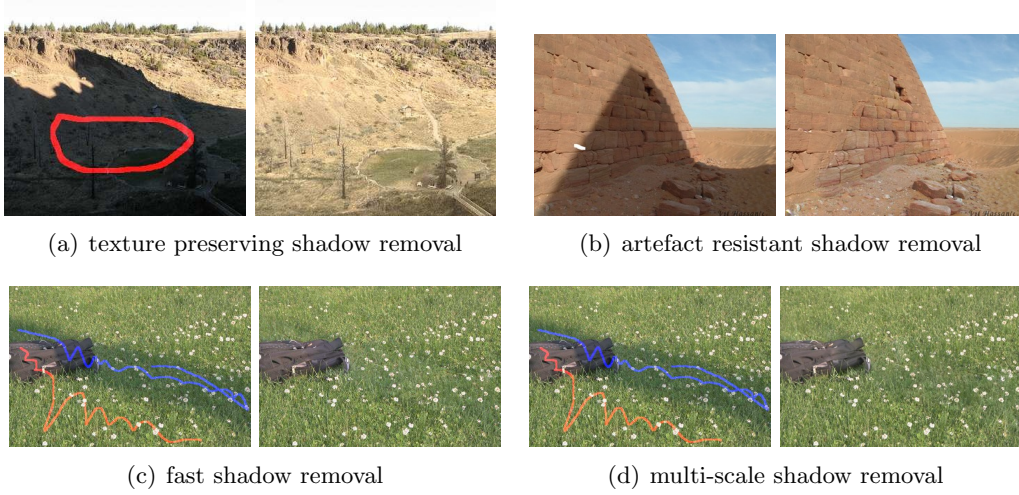 (a) texture preserving shadow removal
(b) artefact resistant shadow removal
(c) fast shadow removal
(d) multi-scale shadow removal